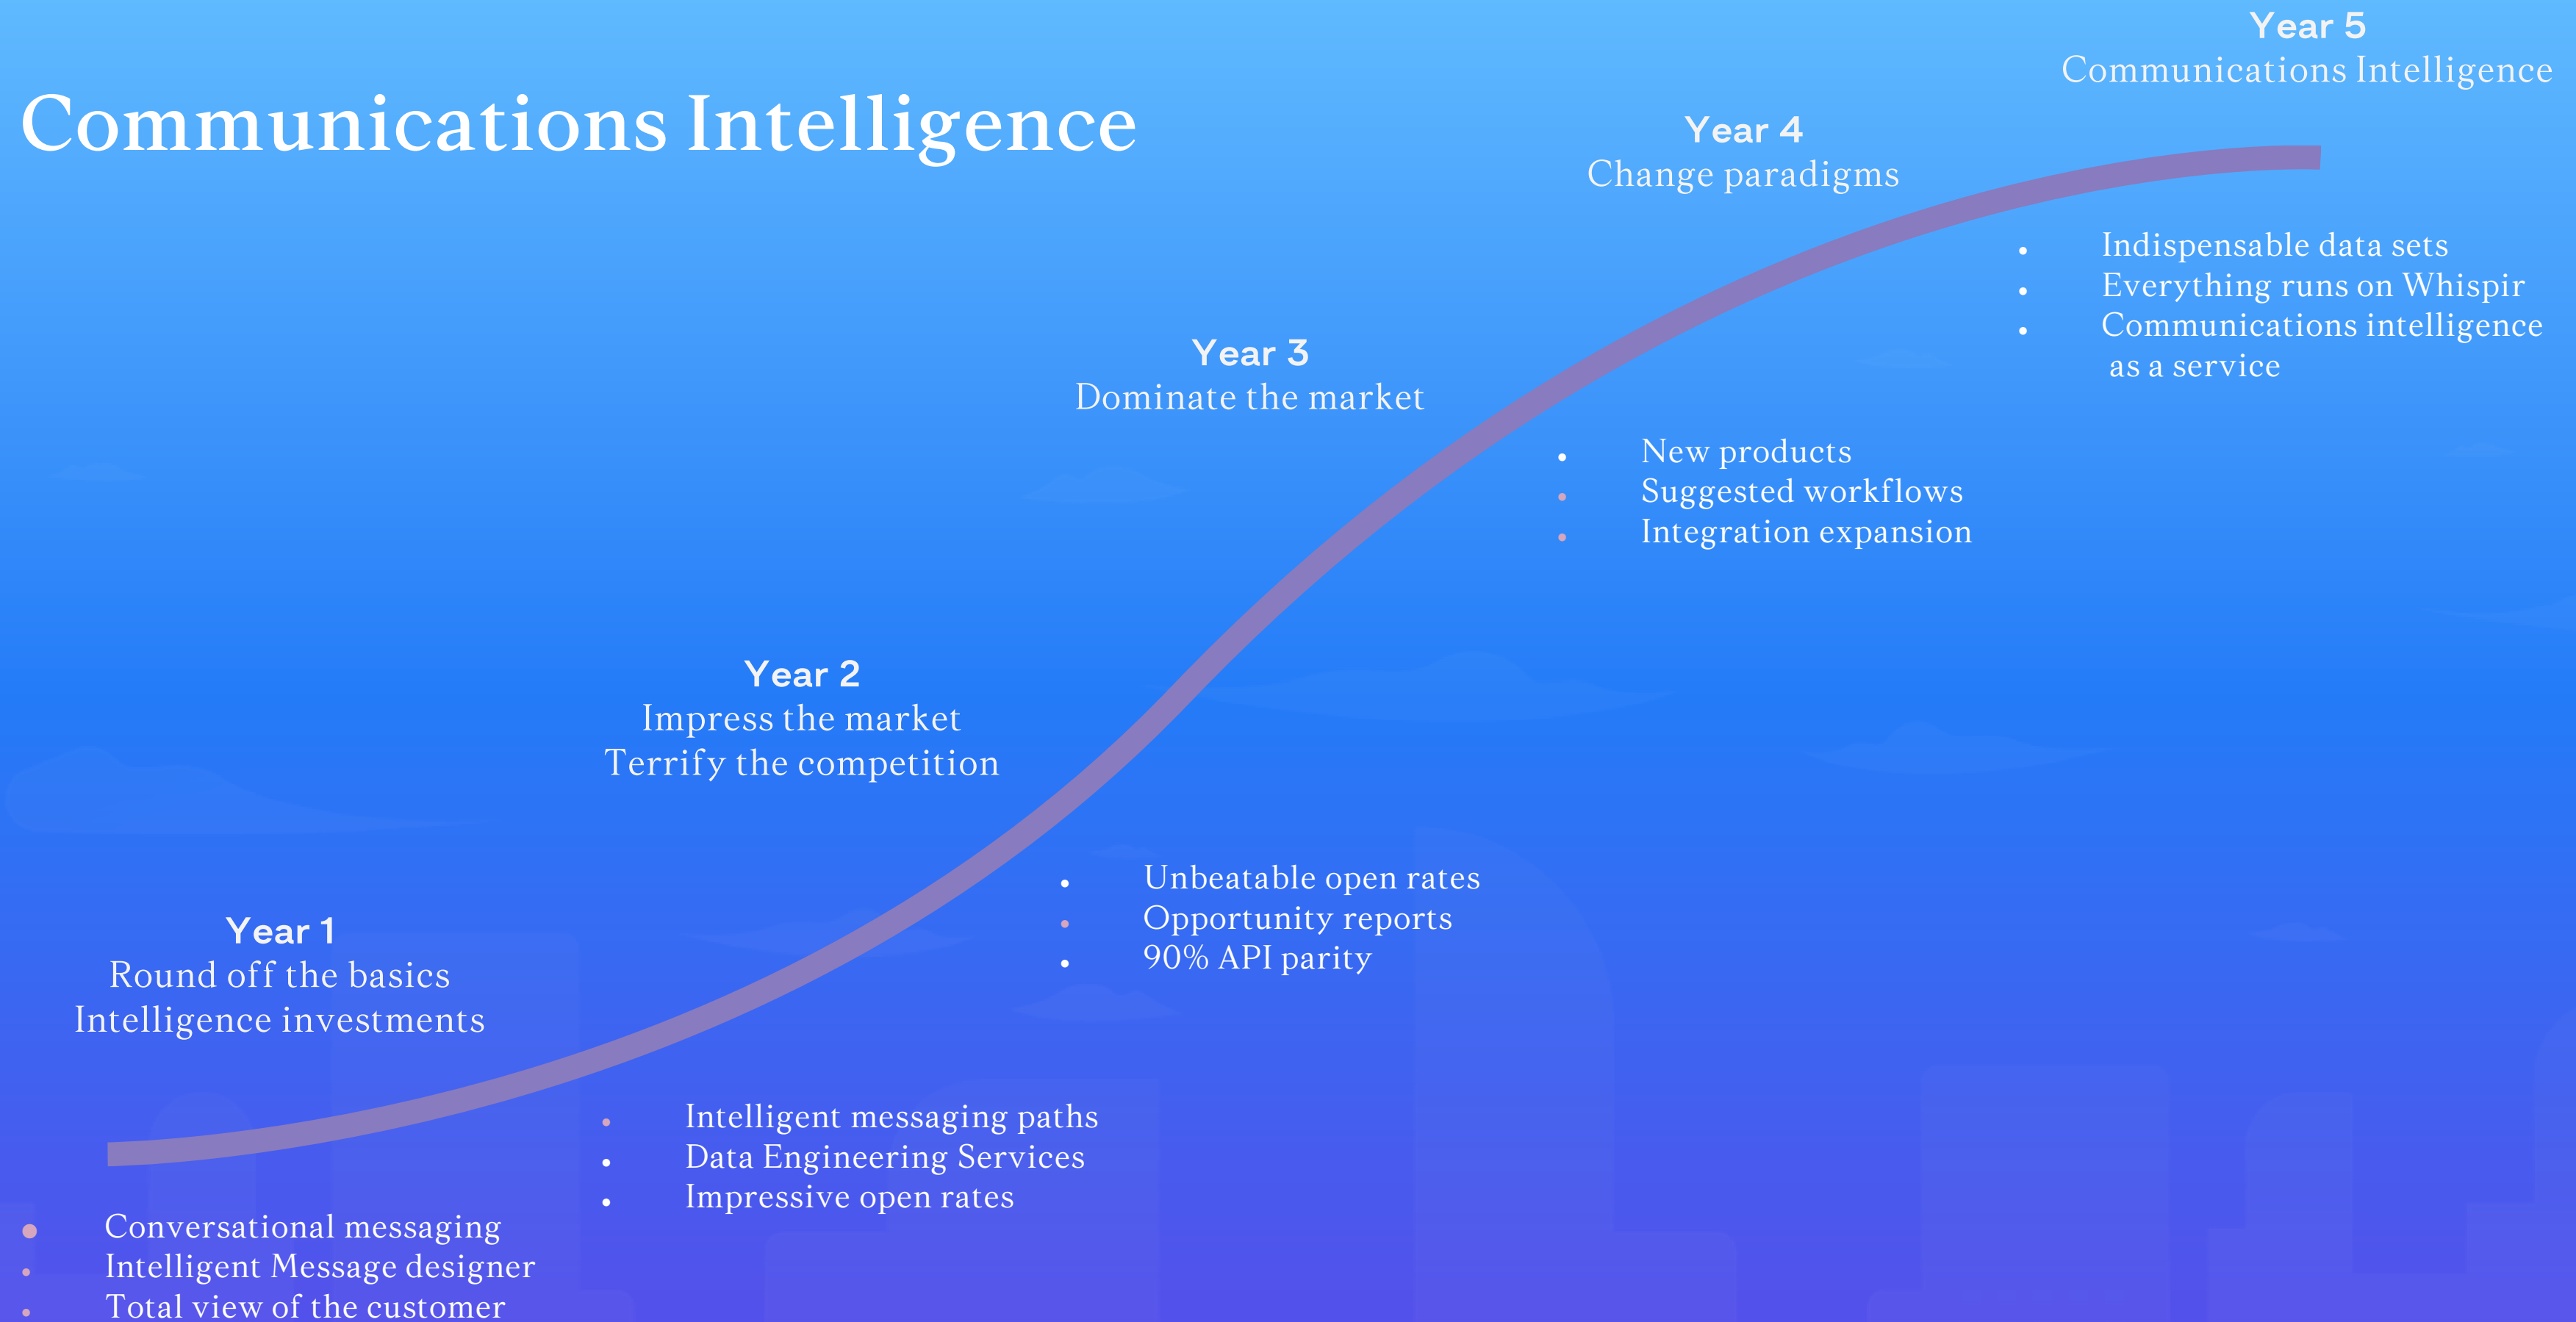 Communications Intelligence
Year 1
Round off the basics
Intelligence investments
• Conversational messaging
• Intelligent Message designer
• Total view of the customer
Year 2
Impress the market
Terrify the competition
• Intelligent messaging paths
• Data Engineering Services
• Impressive open rates
Year 3
Dominate the market
• Unbeatable open rates
• Opportunity reports
• 90% API parity
Year 4
Change paradigms
• New products
• Suggested workflows
• Integration expansion
Year 5
Communications Intelligence
• Indispensable data sets
• Everything runs on Whispir
• Communications intelligence
as a service